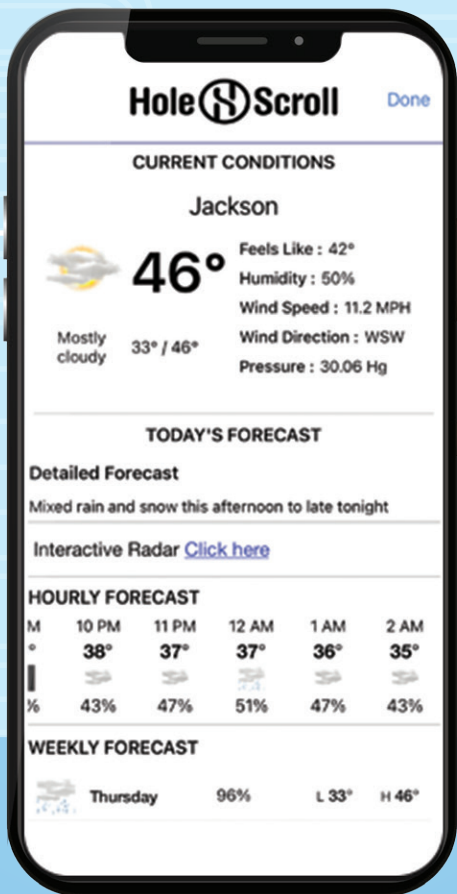 Hole Scroll
Done
CURRENT CONDITIONS
Jackson
46°
Feels Like : 42°
Humidity : 50%
Wind Speed : 11.2 MPH
Wind Direction : WSW
Pressure : 30.06 Hg
Mostly
cloudy
33° / 46°
TODAY'S FORECAST
Detailed Forecast
Mixed rain and snow this afternoon to late tonight
Interactive Radar Click here
HOURLY FORECAST
M 10 PM 11 PM 12 AM 1 AM 2 AM
° 38° 37° 37° 36° 35°
% 43% 47% 51% 47% 43%
WEEKLY FORECAST
Thursday 96% L 33° H 46°